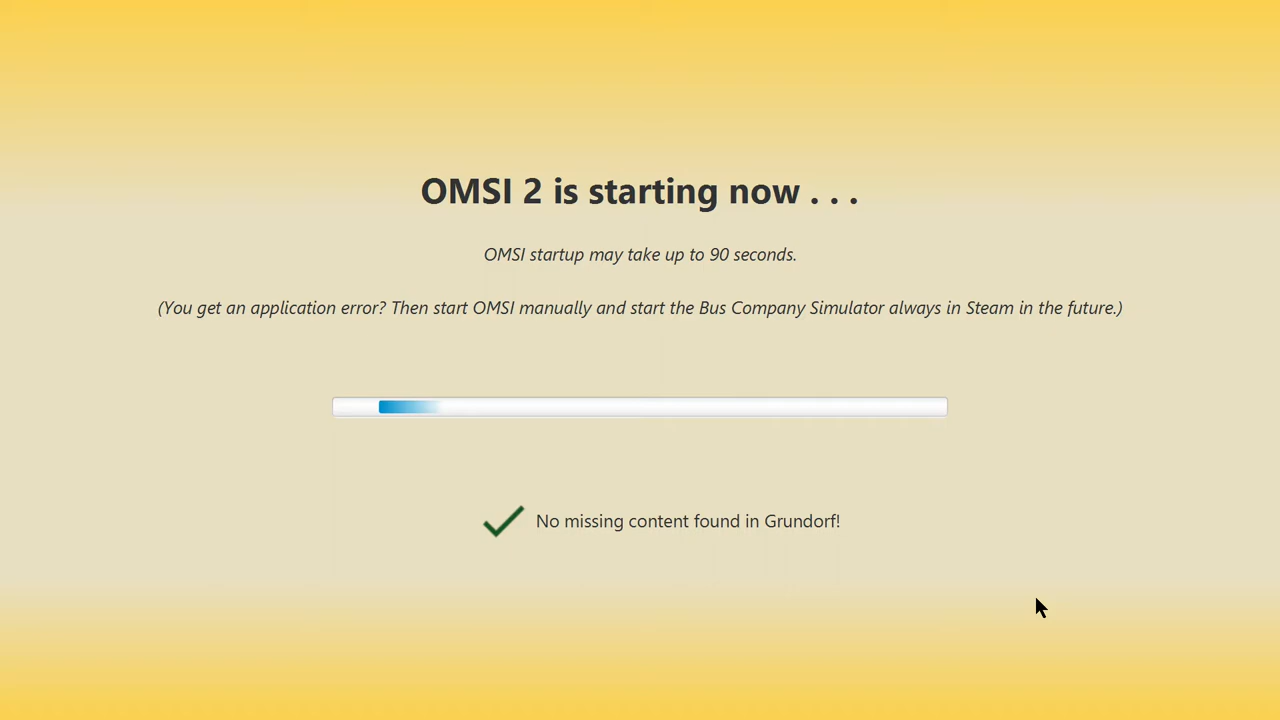 OMSI 2 is starting now . . .
OMSI startup may take up to 90 seconds.
(You get an application error? Then start OMSI manually and start the Bus Company Simulator always in Steam in the future.)
No missing content found in Grundorf!